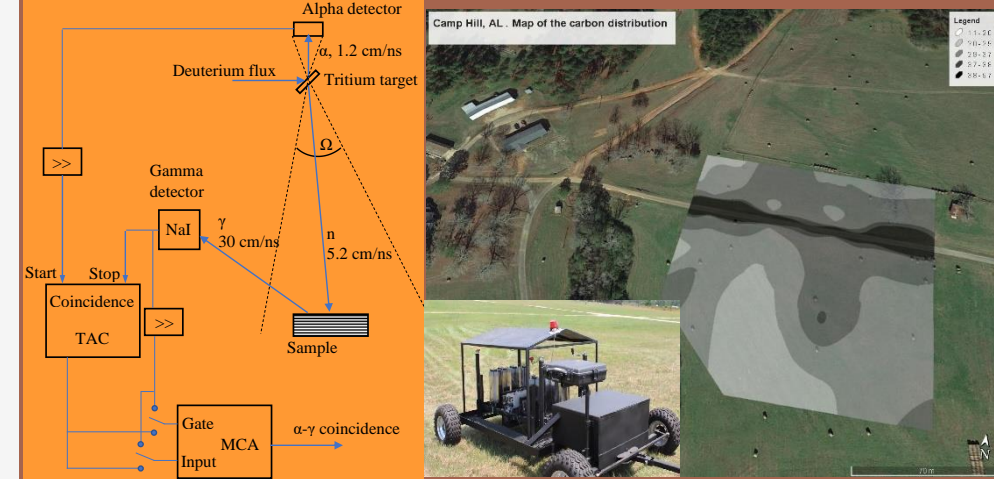 Alpha detector
α, 1.2 cm/ns
Deuterium flux
Tritium target
Ω
>>
Gamma
detector
NaI
γ
30 cm/ns
n
5.2 cm/ns
Start
Stop
Coincidence
TAC
>>
Sample
Gate
MCA
Input
α-γ coincidence
Camp Hill, AL . Map of the carbon distribution
Legend
N
70 m